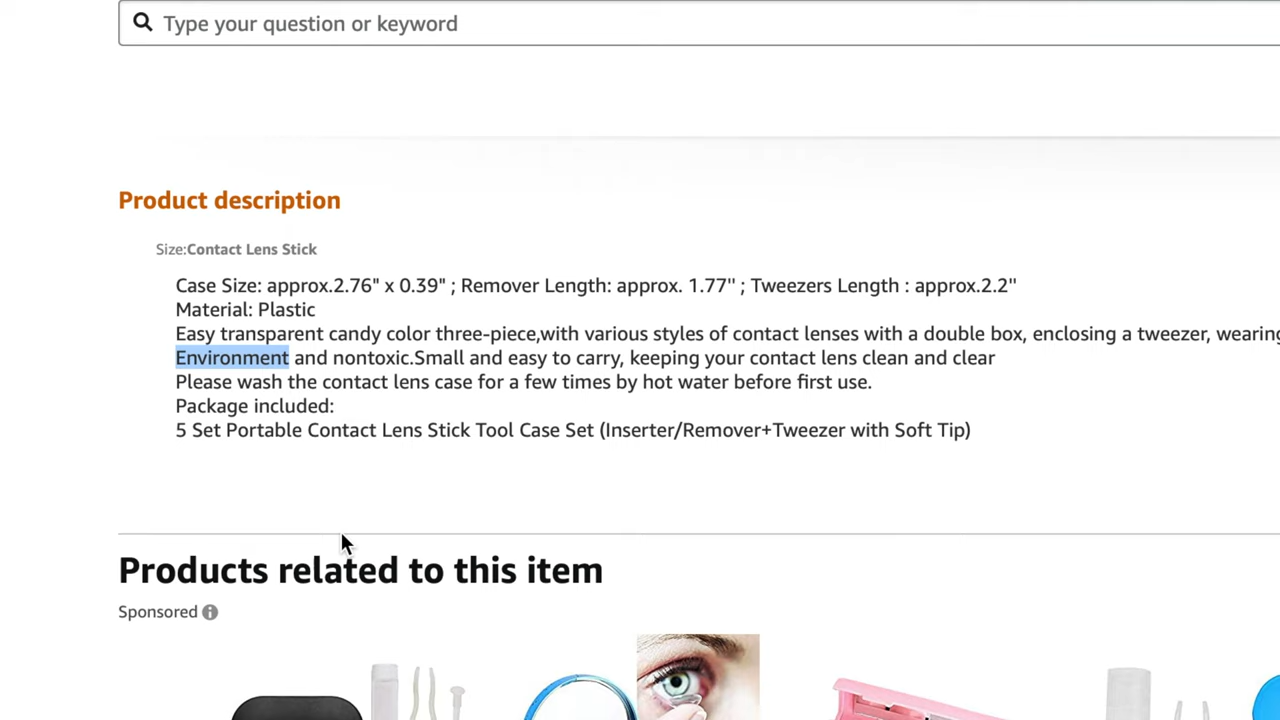 Type your question or keyword
Product description
Size:Contact Lens Stick
Case Size: approx.2.76" x 0.39" ; Remover Length: approx. 1.77'' ; Tweezers Length : approx.2.2''
Material: Plastic
Easy transparent candy color three-piece,with various styles of contact lenses with a double box, enclosing a tweezer, wearing
Environment and nontoxic.Small and easy to carry, keeping your contact lens clean and clear
Please wash the contact lens case for a few times by hot water before first use.
Package included:
5 Set Portable Contact Lens Stick Tool Case Set (Inserter/Remover+Tweezer with Soft Tip)
Products related to this item
Sponsored